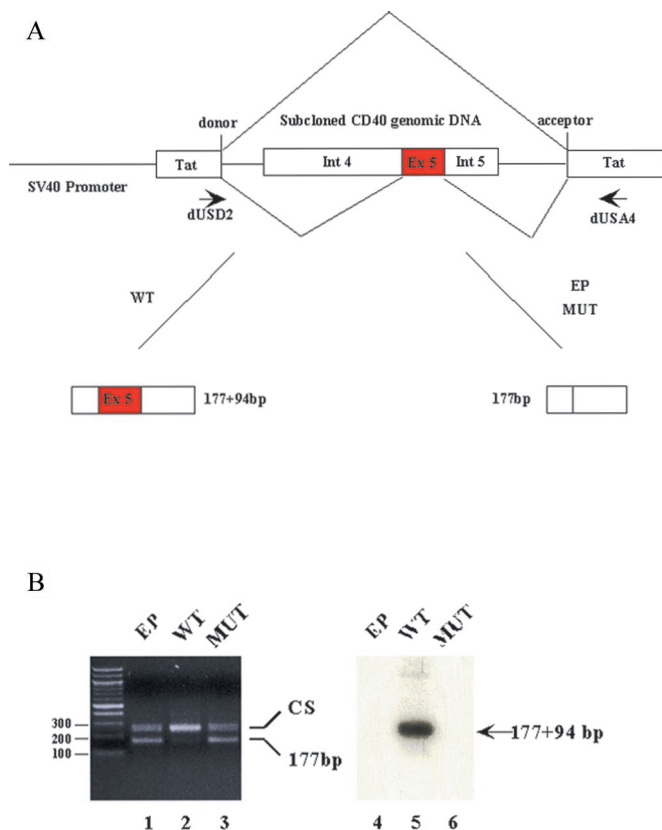 A
donor
Subcloned CD40 genomic DNA
acceptor
Tat
Int 4
Ex 5
Int 5
Tat
SV40 Promoter
dUSD2
dUSA4
WT
EP
MUT
Ex 5
177+94bp
177bp
B
EP
WT
MUT
EP
WT
MUT
300
200
100
CS
177bp
177+94 bp
1
2
3
4
5
6